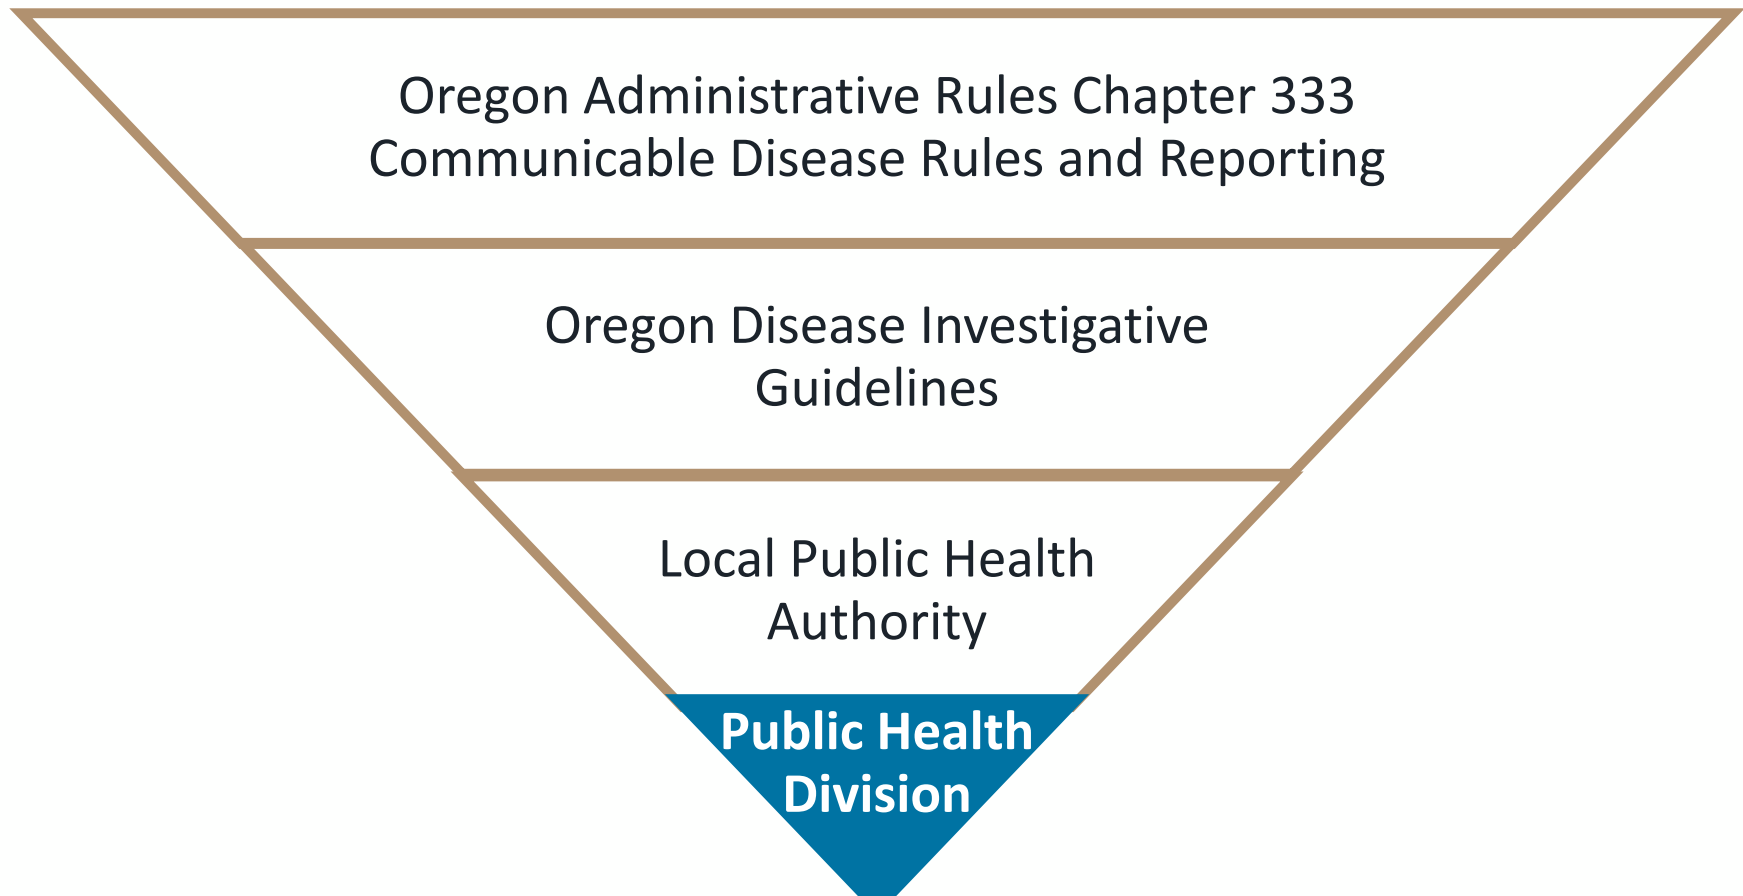 Oregon Administrative Rules Chapter 333
Communicable Disease Rules and Reporting
Oregon Disease Investigative
Guidelines
Local Public Health
Authority
Public Health
Division